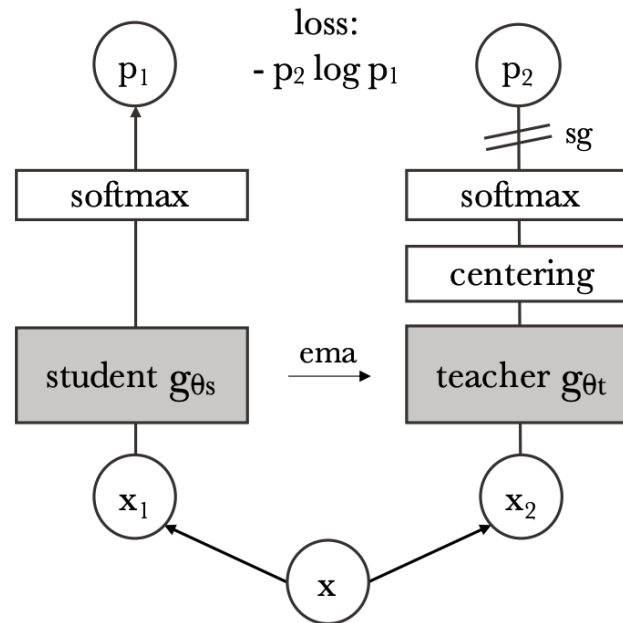 loss:
- p₂ log p₁
p₁
p₂
sg
softmax
softmax
centering
student gθs
ema
teacher gθt
x₁
x₂
x